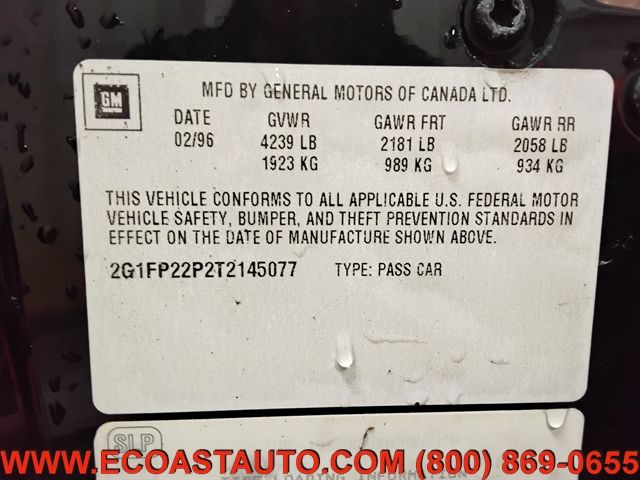 GM
MFD BY GENERAL MOTORS OF CANADA LTD.
DATE GVWR GAWR FRT GAWR RR
02/96 4239 LB 2181 LB 2058 LB
1923 KG 989 KG 934 KG
THIS VEHICLE CONFORMS TO ALL APPLICABLE U.S. FEDERAL MOTOR
VEHICLE SAFETY, BUMPER, AND THEFT PREVENTION STANDARDS IN
EFFECT ON THE DATE OF MANUFACTURE SHOWN ABOVE.
2G1FP22P2T2145077 TYPE: PASS CAR
SLP
WWW.ECOASTAUTO.COM (800) 869-0655
TIRE-LOADING INFORMATION